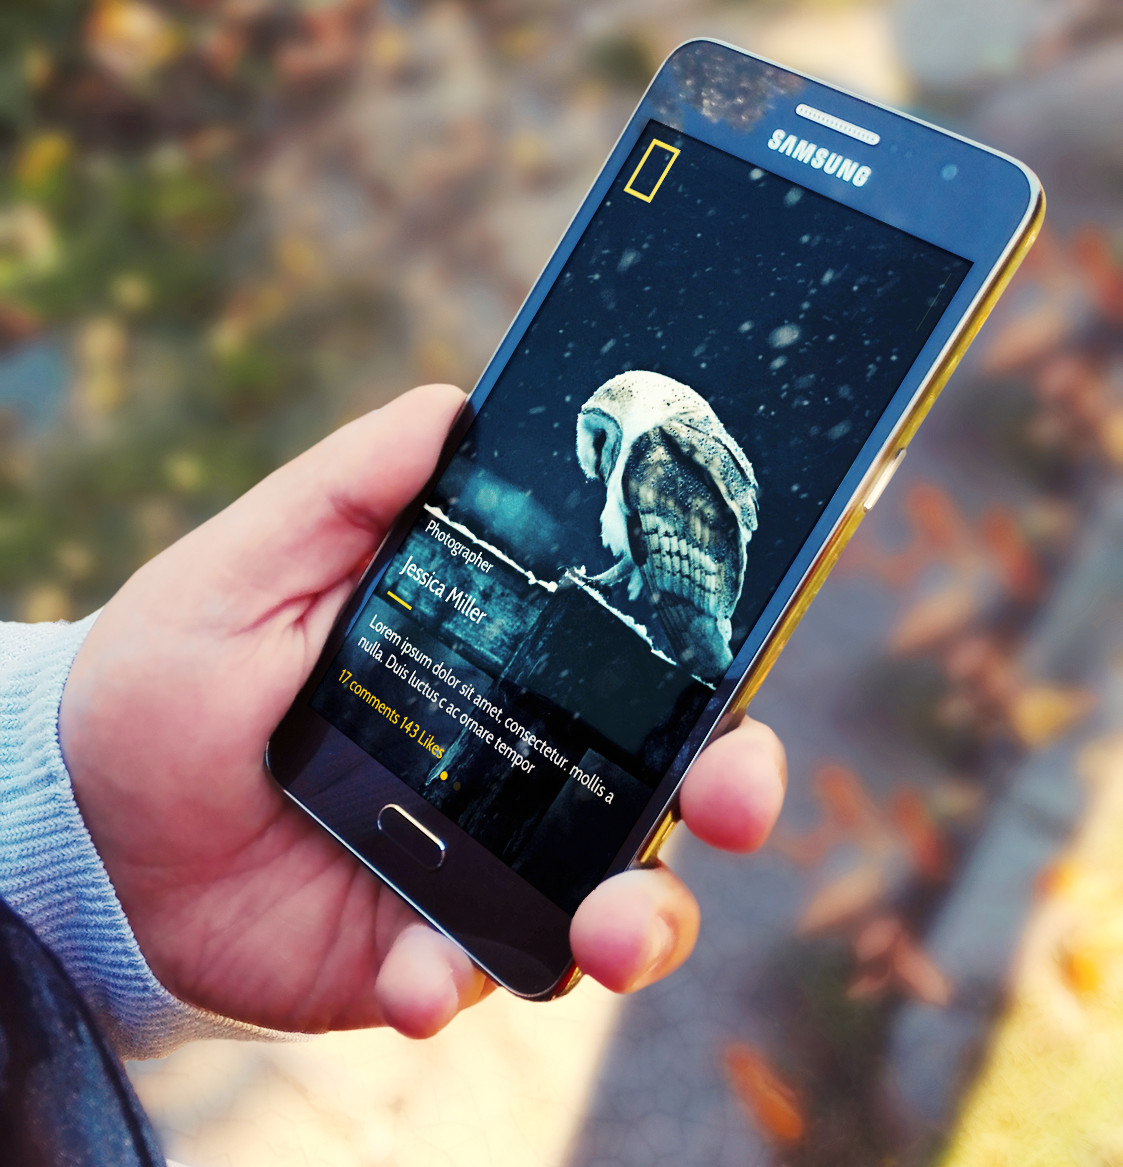 SAMSUNG
Photographer
Jessica Miller
Lorem ipsum dolor sit amet, consectetur. mollis a
nulla. Duis luctus c ac ornare tempor
17 comments 143 Likes